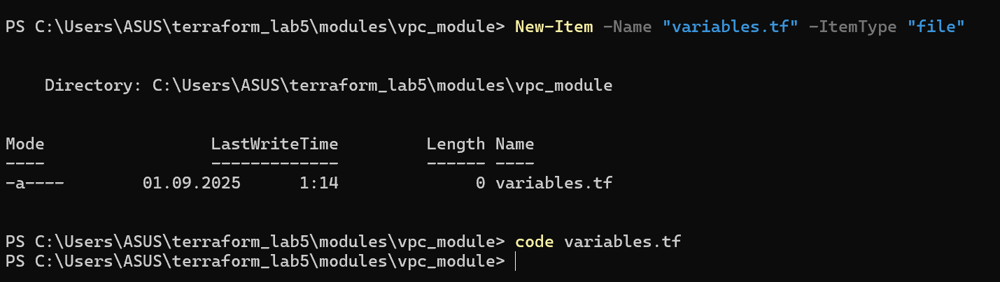 PS C:\Users\ASUS\terraform_lab5\modules\vpc_module> New-Item -Name "variables.tf" -ItemType "file"
Directory: C:\Users\ASUS\terraform_lab5\modules\vpc_module
Mode LastWriteTime Length Name
---- ------------- ------ ----
-a---- 01.09.2025 1:14 0 variables.tf
PS C:\Users\ASUS\terraform_lab5\modules\vpc_module> code variables.tf
PS C:\Users\ASUS\terraform_lab5\modules\vpc_module>